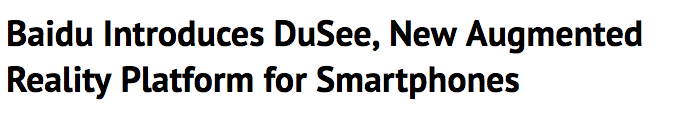 Baidu Introduces DuSee, New Augmented
Reality Platform for Smartphones